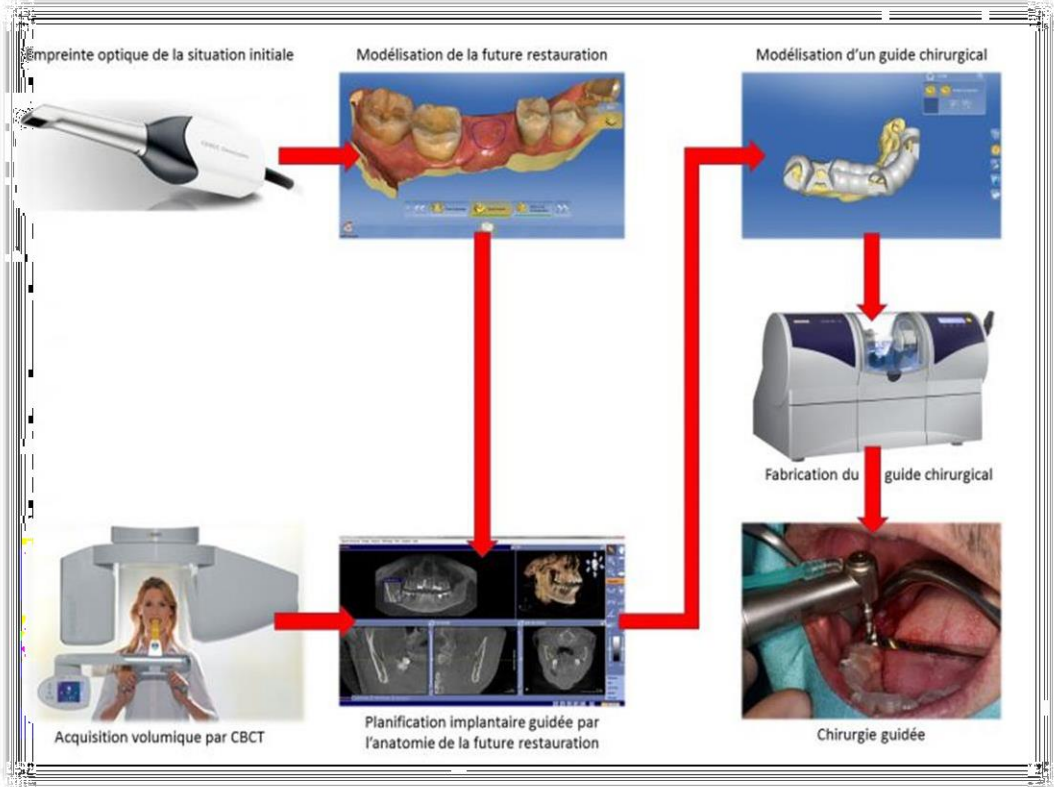 mpreinte optique de la situation initiale
Modélisation de la future restauration
Modélisation d'un guide chirurgical
Fabrication du guide chirurgical
Acquisition volumique par CBCT
Planification implantaire guidée par
l'anatomie de la future restauration
Chirurgie guidée